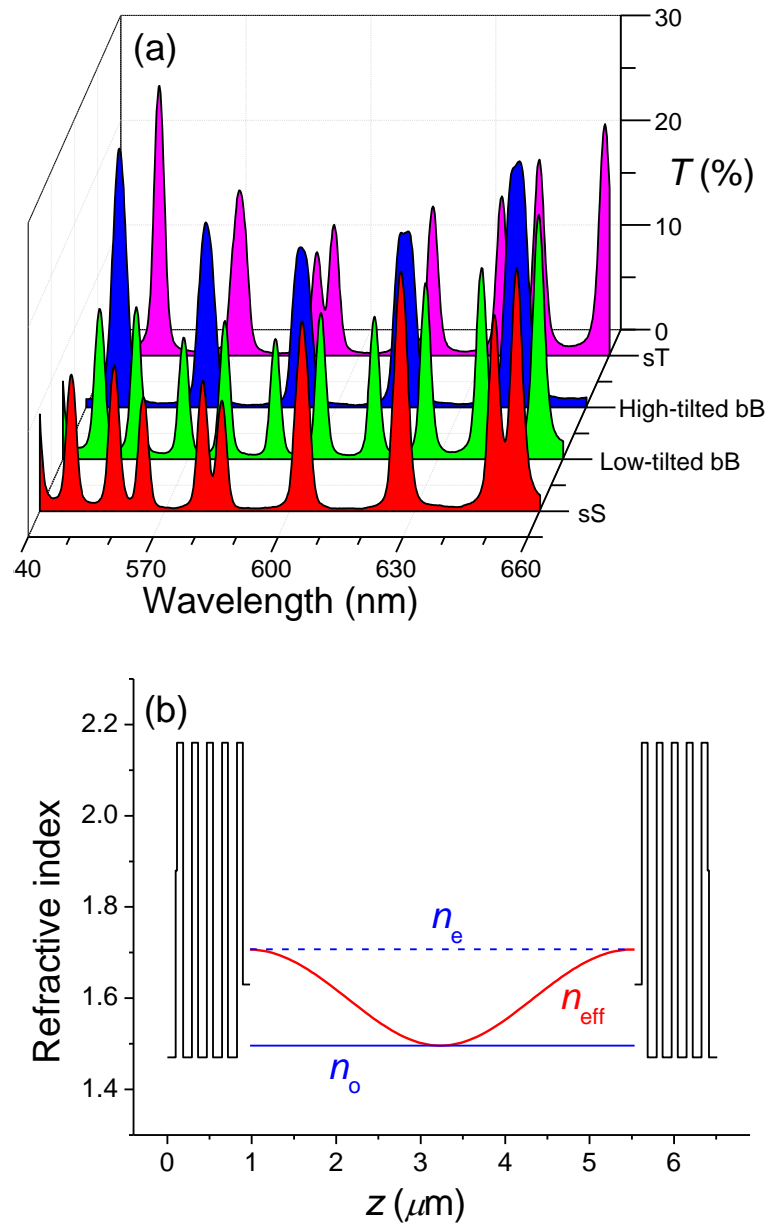 (a)
30
20
T (%)
10
0
sT
High-tilted bB
Low-tilted bB
sS
40 570 600 630 660
Wavelength (nm)
(b)
2.2
2.0
1.8
1.6
1.4
Refractive index
nₑ
n_eff
nₒ
0 1 2 3 4 5 6
z (μm)